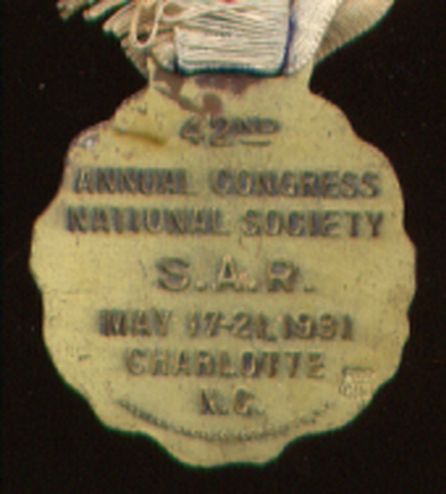 42ND
ANNUAL CONGRESS
NATIONAL SOCIETY
S.A.R.
MAY 17-21, 1931
CHARLOTTE
N.C.